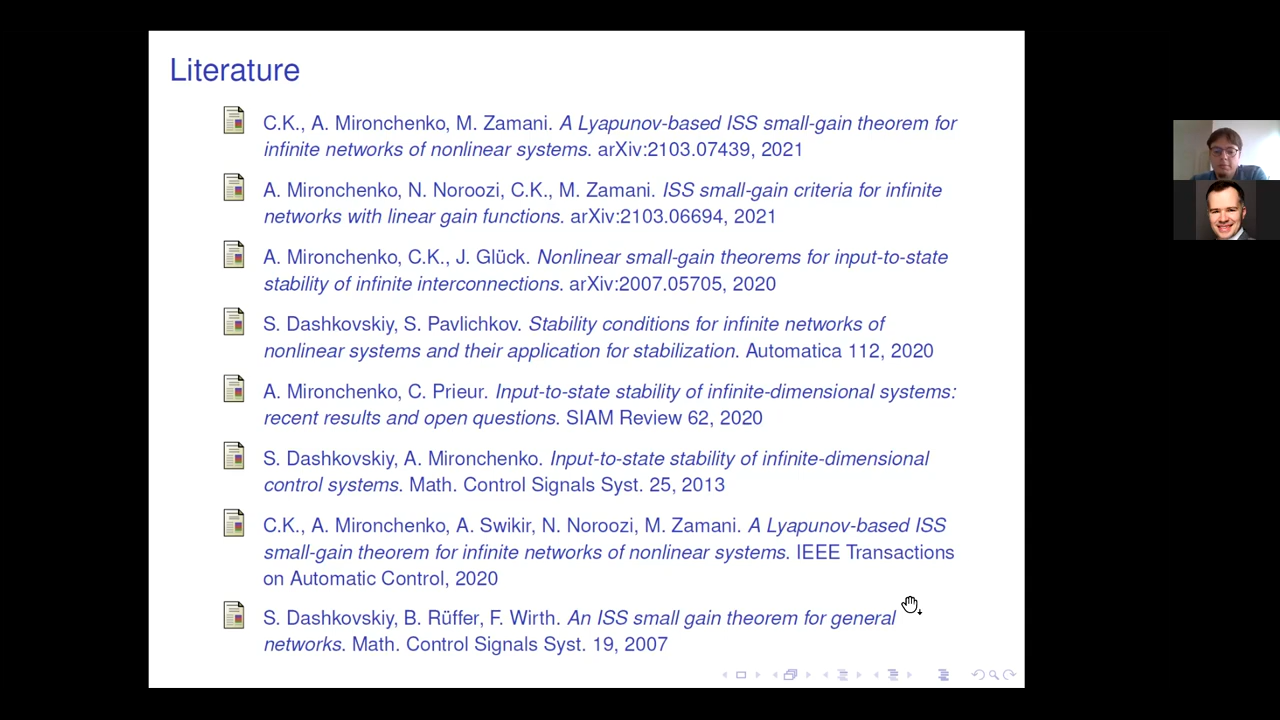 Literature
C.K., A. Mironchenko, M. Zamani. A Lyapunov-based ISS small-gain theorem for
infinite networks of nonlinear systems. arXiv:2103.07439, 2021
A. Mironchenko, N. Noroozi, C.K., M. Zamani. ISS small-gain criteria for infinite
networks with linear gain functions. arXiv:2103.06694, 2021
A. Mironchenko, C.K., J. Glück. Nonlinear small-gain theorems for input-to-state
stability of infinite interconnections. arXiv:2007.05705, 2020
S. Dashkovskiy, S. Pavlichkov. Stability conditions for infinite networks of
nonlinear systems and their application for stabilization. Automatica 112, 2020
A. Mironchenko, C. Prieur. Input-to-state stability of infinite-dimensional systems:
recent results and open questions. SIAM Review 62, 2020
S. Dashkovskiy, A. Mironchenko. Input-to-state stability of infinite-dimensional
control systems. Math. Control Signals Syst. 25, 2013
C.K., A. Mironchenko, A. Swikir, N. Noroozi, M. Zamani. A Lyapunov-based ISS
small-gain theorem for infinite networks of nonlinear systems. IEEE Transactions
on Automatic Control, 2020
S. Dashkovskiy, B. Rüffer, F. Wirth. An ISS small gain theorem for general
networks. Math. Control Signals Syst. 19, 2007